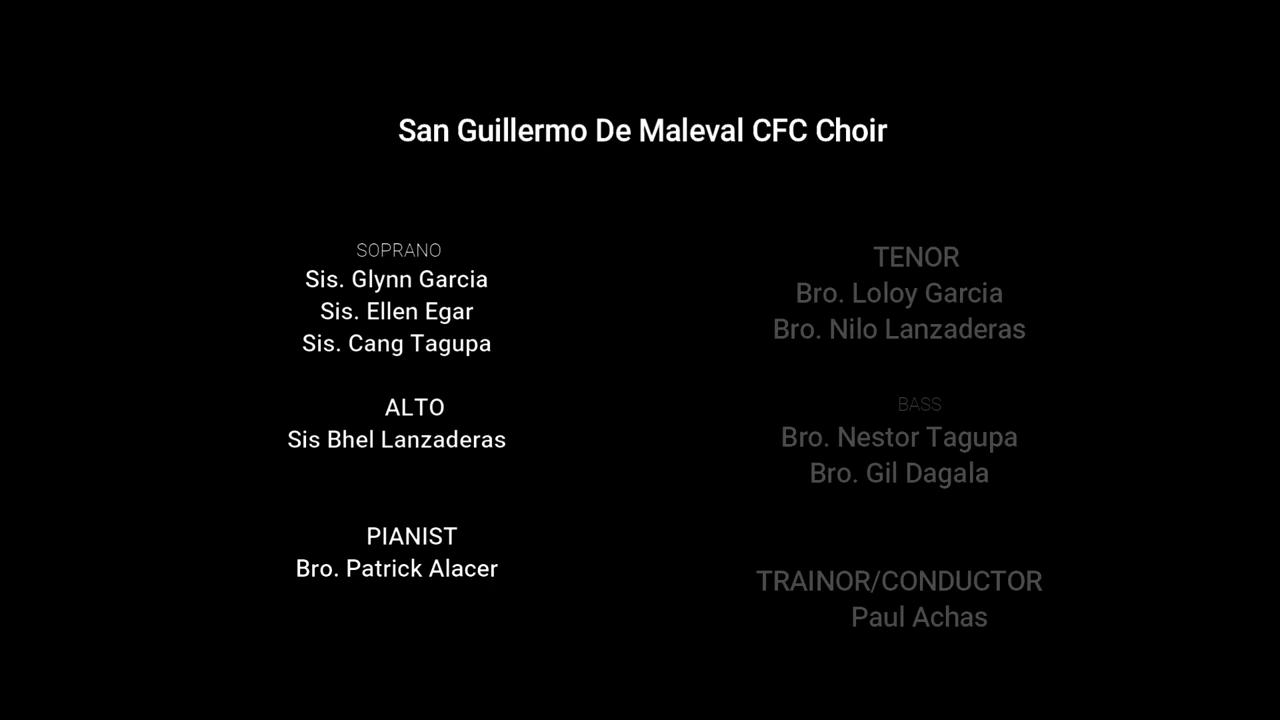 San Guillermo De Maleval CFC Choir
SOPRANO
Sis. Glynn Garcia
Sis. Ellen Egar
Sis. Cang Tagupa
ALTO
Sis Bhel Lanzaderas
PIANIST
Bro. Patrick Alacer
TENOR
Bro. Loloy Garcia
Bro. Nilo Lanzaderas
BASS
Bro. Nestor Tagupa
Bro. Gil Dagala
TRAINOR/CONDUCTOR
Paul Achas